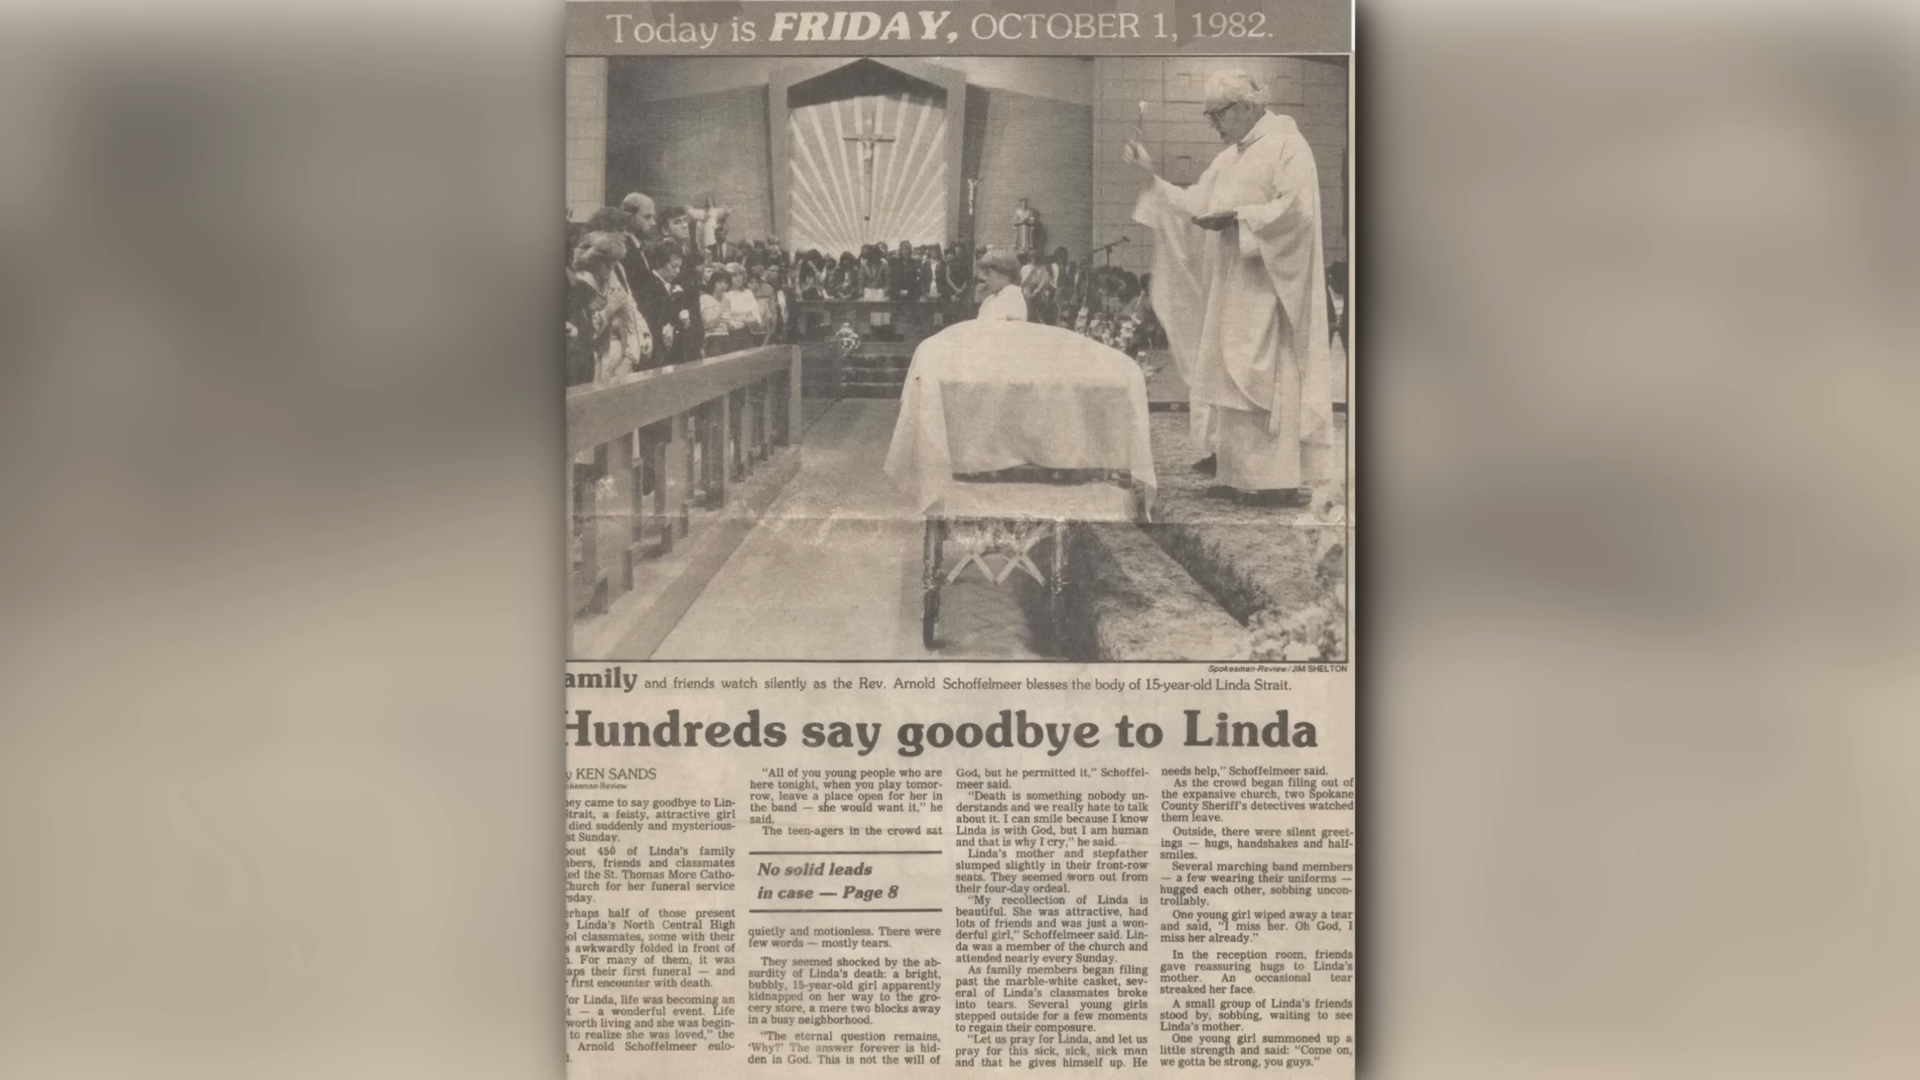 Today is FRIDAY, OCTOBER 1, 1982.
Spokesman-Review/JIM SHELTON
amily and friends watch silently as the Rev. Arnold Schoffelmeer blesses the body of 15-year-old Linda Strait.
Hundreds say goodbye to Linda
y KEN SANDS
okesman-Review
hey came to say goodbye to Lin-
Strait, a feisty, attractive girl
died suddenly and mysterious-
st Sunday.
bout 450 of Linda's family
mbers, friends and classmates
ked the St. Thomas More Catho-
Church for her funeral service
rsday.
erhaps half of those present
e Linda's North Central High
ol classmates, some with their
s awkwardly folded in front of
n. For many of them, it was
aps their first funeral — and
r first encounter with death.
"or Linda, life was becoming an
t — a wonderful event. Life
worth living and she was begin-
to realize she was loved," the
Arnold Schoffelmeer eulo-
d.
"All of you young people who are
here tonight, when you play tomor-
row, leave a place open for her in
the band — she would want it," he
said.
The teen-agers in the crowd sat
No solid leads
in case — Page 8
quietly and motionless. There were
few words — mostly tears.
They seemed shocked by the ab-
surdity of Linda's death: a bright,
bubbly, 15-year-old girl apparently
kidnapped on her way to the gro-
cery store, a mere two blocks away
in a busy neighborhood.
"The eternal question remains,
'Why?' The answer forever is hid-
den in God. This is not the will of
God, but he permitted it," Schoffel-
meer said.
"Death is something nobody un-
derstands and we really hate to talk
about it. I can smile because I know
Linda is with God, but I am human
and that is why I cry," he said.
Linda's mother and stepfather
slumped slightly in their front-row
seats. They seemed worn out from
their four-day ordeal.
"My recollection of Linda is
beautiful. She was attractive, had
lots of friends and was just a won-
derful girl," Schoffelmeer said. Lin-
da was a member of the church and
attended nearly every Sunday.
As family members began filing
past the marble-white casket, sev-
eral of Linda's classmates broke
into tears. Several young girls
stepped outside for a few moments
to regain their composure.
"Let us pray for Linda, and let us
pray for this sick, sick, sick man
and that he gives himself up. He
needs help," Schoffelmeer said.
As the crowd began filing out of
the expansive church, two Spokane
County Sheriff's detectives watched
them leave.
Outside, there were silent greet-
ings — hugs, handshakes and half-
smiles.
Several marching band members
— a few wearing their uniforms —
hugged each other, sobbing uncon-
trollably.
One young girl wiped away a tear
and said, "I miss her. Oh God, I
miss her already."
In the reception room, friends
gave reassuring hugs to Linda's
mother. An occasional tear
streaked her face.
A small group of Linda's friends
stood by, sobbing, waiting to see
Linda's mother.
One young girl summoned up a
little strength and said: "Come on,
we gotta be strong, you guys."